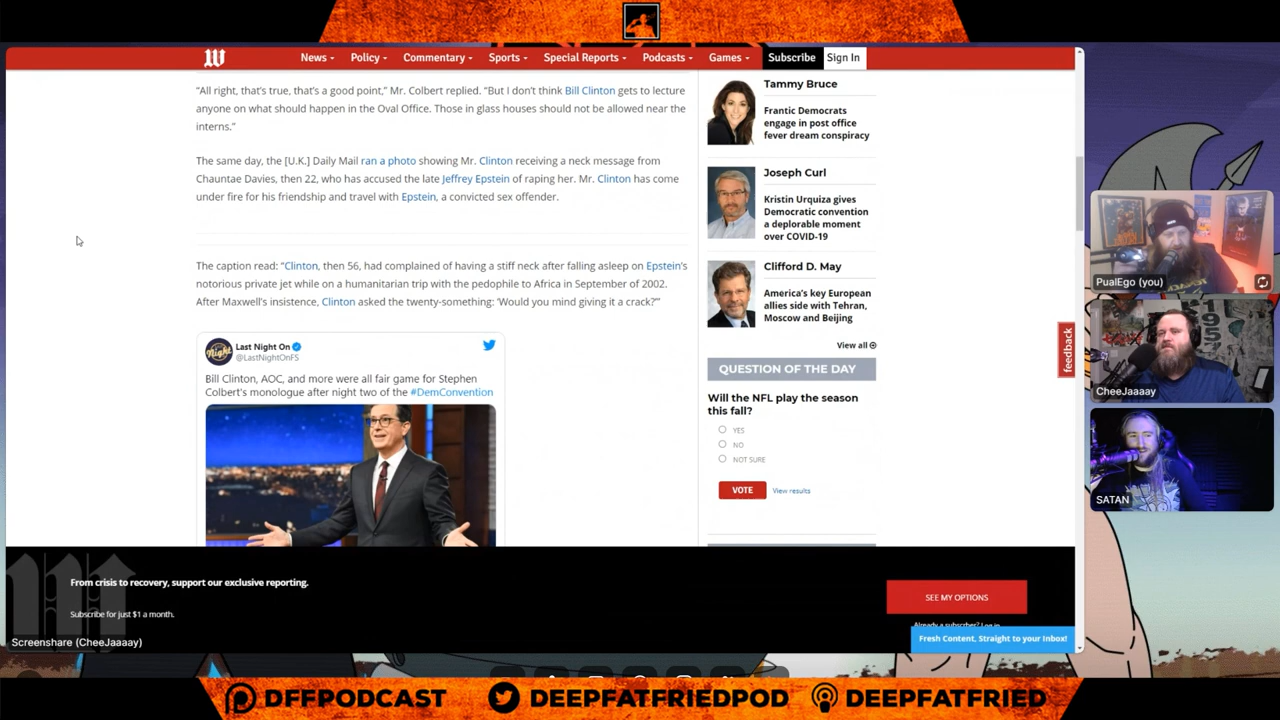 W
News
Policy
Commentary
Sports
Special Reports
Podcasts
Games
Subscribe
Sign In
“All right, that’s true, that’s a good point,” Mr. Colbert replied. “But I don’t think Bill Clinton gets to lecture
anyone on what should happen in the Oval Office. Those in glass houses should not be allowed near the
interns.”
The same day, the [U.K.] Daily Mail ran a photo showing Mr. Clinton receiving a neck message from
Chauntae Davies, then 22, who has accused the late Jeffrey Epstein of raping her. Mr. Clinton has come
under fire for his friendship and travel with Epstein, a convicted sex offender.
The caption read: “Clinton, then 56, had complained of having a stiff neck after falling asleep on Epstein’s
notorious private jet while on a humanitarian trip with the pedophile to Africa in September of 2002.
After Maxwell’s insistence, Clinton asked the twenty-something: ‘Would you mind giving it a crack?’”
Last Night On
@LastNightOnFS
Bill Clinton, AOC, and more were all fair game for Stephen
Colbert’s monologue after night two of the #DemConvention
Tammy Bruce
Frantic Democrats
engage in post office
fever dream conspiracy
Joseph Curl
Kristin Urquiza gives
Democratic convention
a deplorable moment
over COVID-19
Clifford D. May
America’s key European
allies side with Tehran,
Moscow and Beijing
View all
QUESTION OF THE DAY
Will the NFL play the season
this fall?
YES
NO
NOT SURE
VOTE
View results
feedback
PualEgo (you)
CheeJaaaay
SATAN
From crisis to recovery, support our exclusive reporting.
Subscribe for just $1 a month.
SEE MY OPTIONS
Already a subscriber? Log in
Fresh Content, Straight to your Inbox!
Screenshare (CheeJaaaay)
DFFPODCAST
DEEPFATFRIEDPOD
DEEPFATFRIED